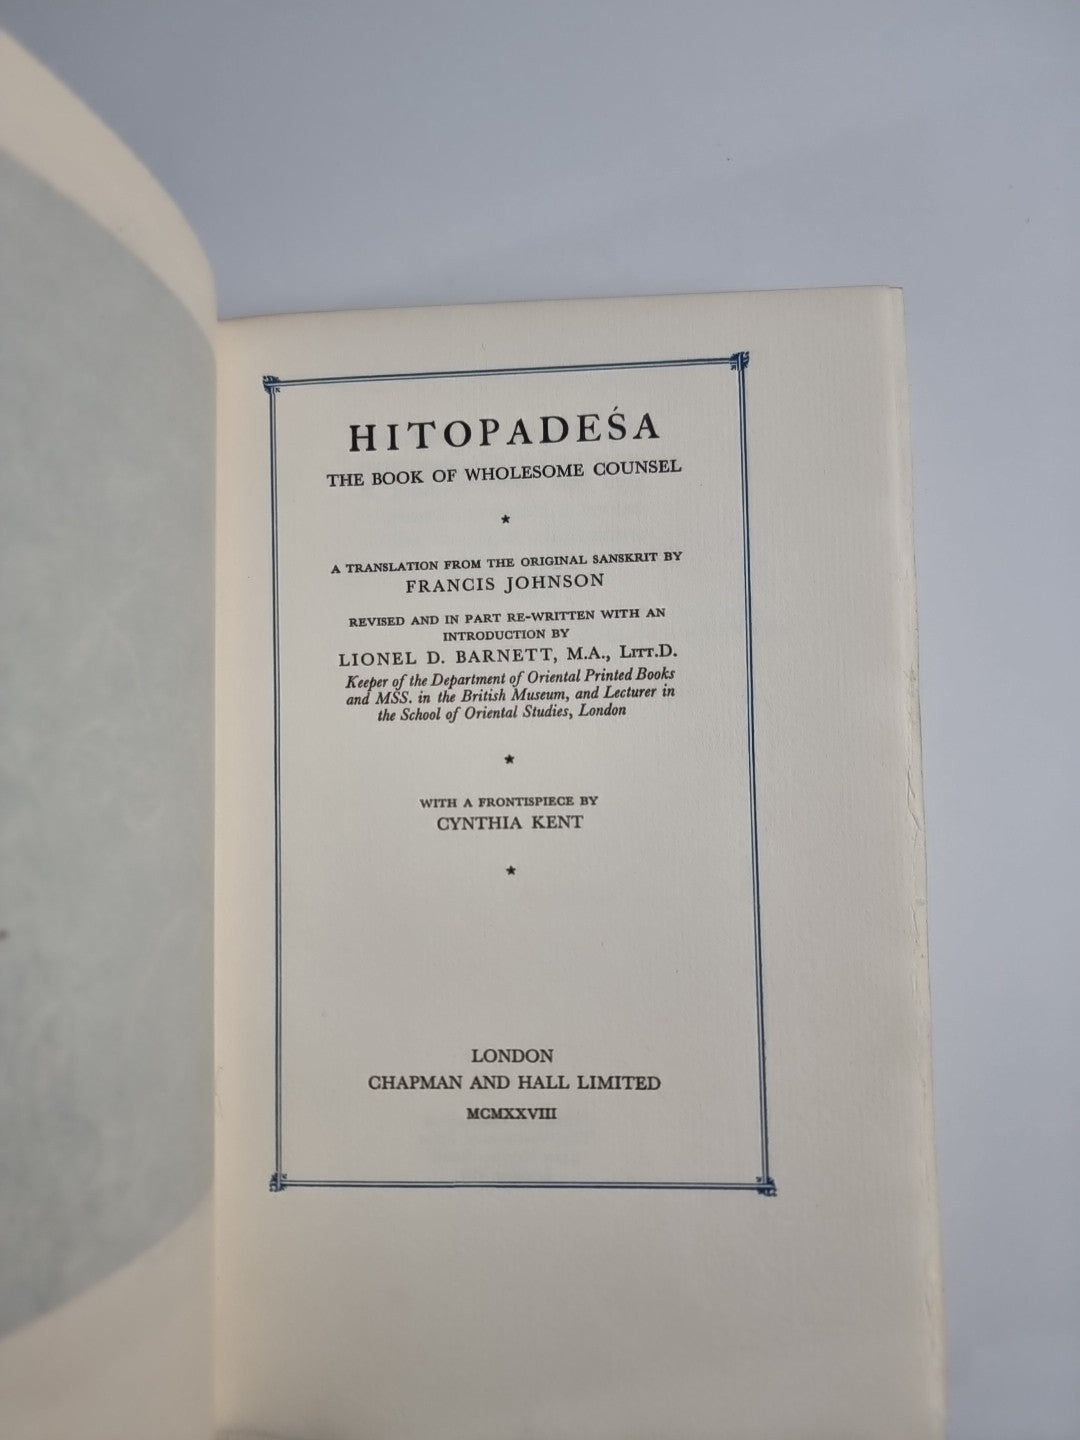 HITOPADEŚA
THE BOOK OF WHOLESOME COUNSEL
★
A TRANSLATION FROM THE ORIGINAL SANSKRIT BY
FRANCIS JOHNSON
REVISED AND IN PART RE-WRITTEN WITH AN
INTRODUCTION BY
LIONEL D. BARNETT, M.A., LITT.D.
Keeper of the Department of Oriental Printed Books
and MSS. in the British Museum, and Lecturer in
the School of Oriental Studies, London
★
WITH A FRONTISPIECE BY
CYNTHIA KENT
★
LONDON
CHAPMAN AND HALL LIMITED
MCMXXVIII